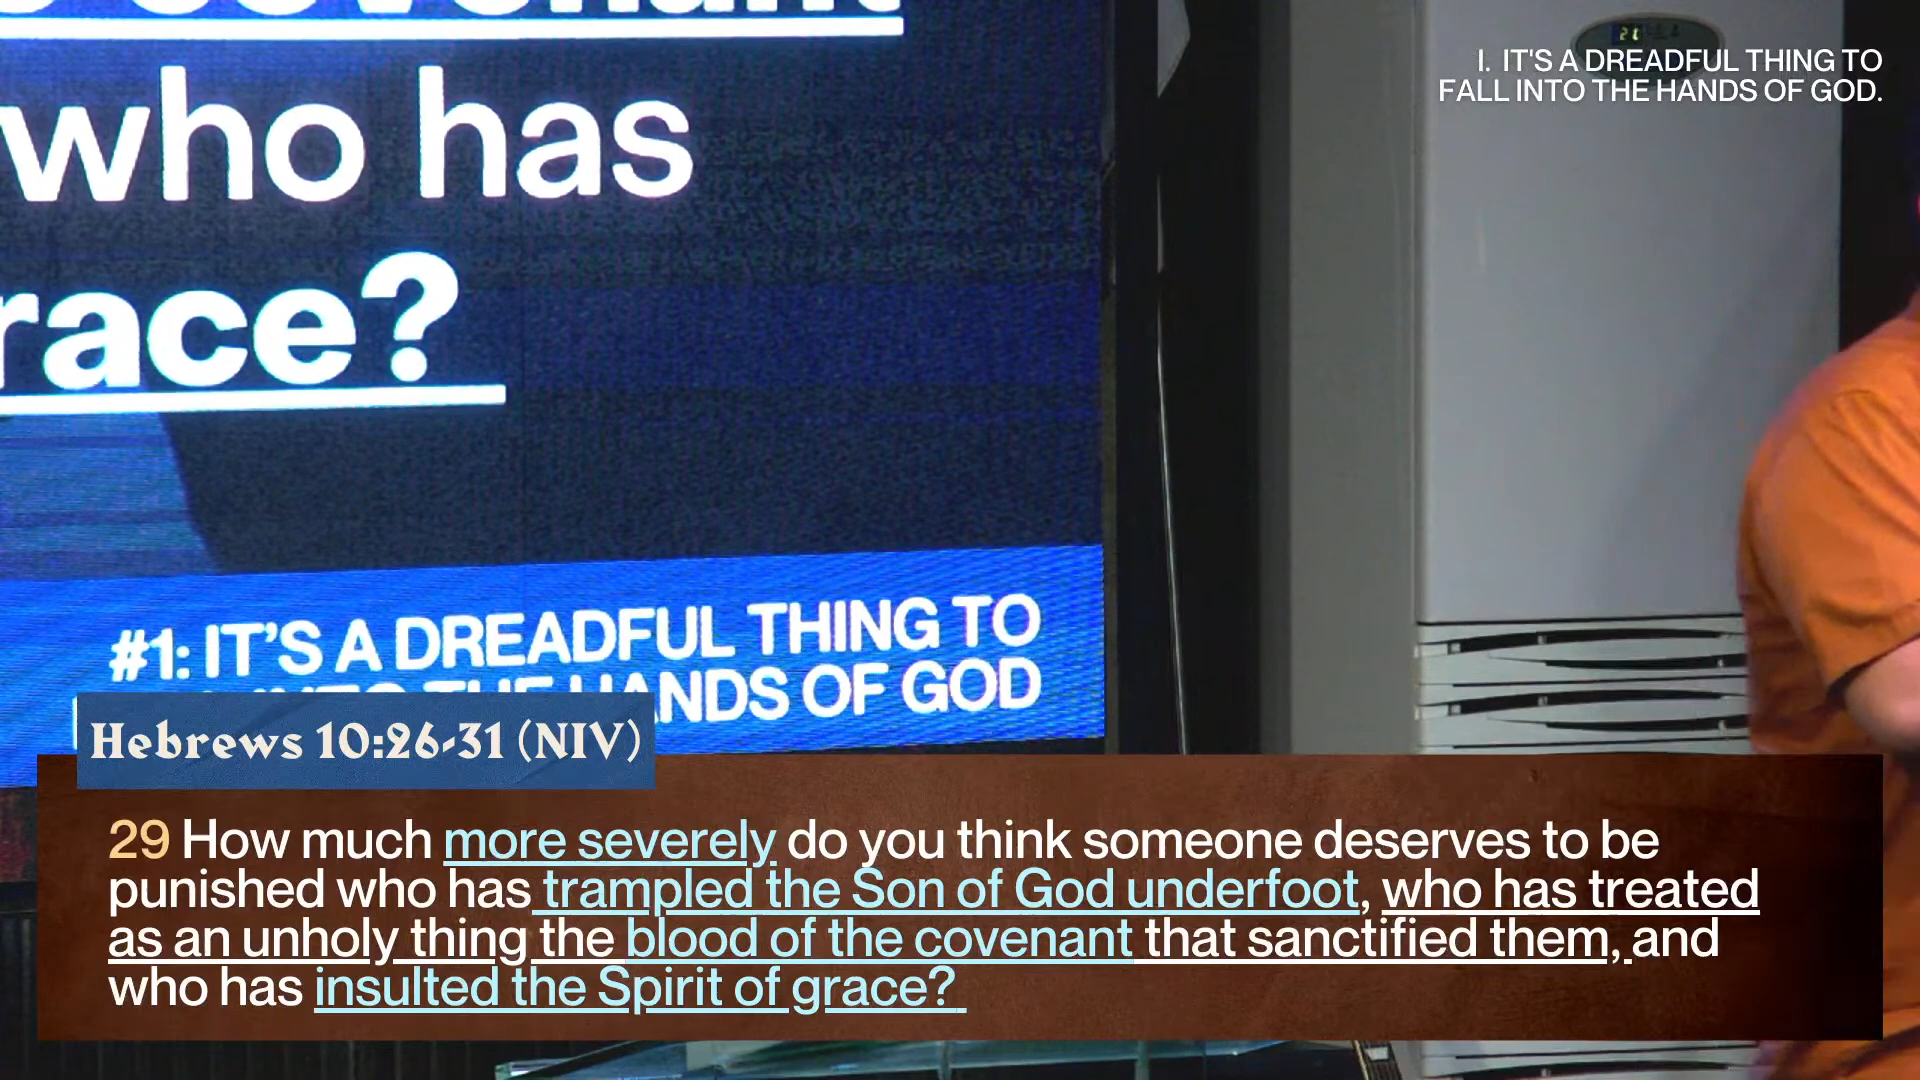 who has
race?
I. IT'S A DREADFUL THING TO
FALL INTO THE HANDS OF GOD.
#1: IT'S A DREADFUL THING TO
HANDS OF GOD
Hebrews 10:26-31 (NIV)
29 How much more severely do you think someone deserves to be
punished who has trampled the Son of God underfoot, who has treated
as an unholy thing the blood of the covenant that sanctified them, and
who has insulted the Spirit of grace?